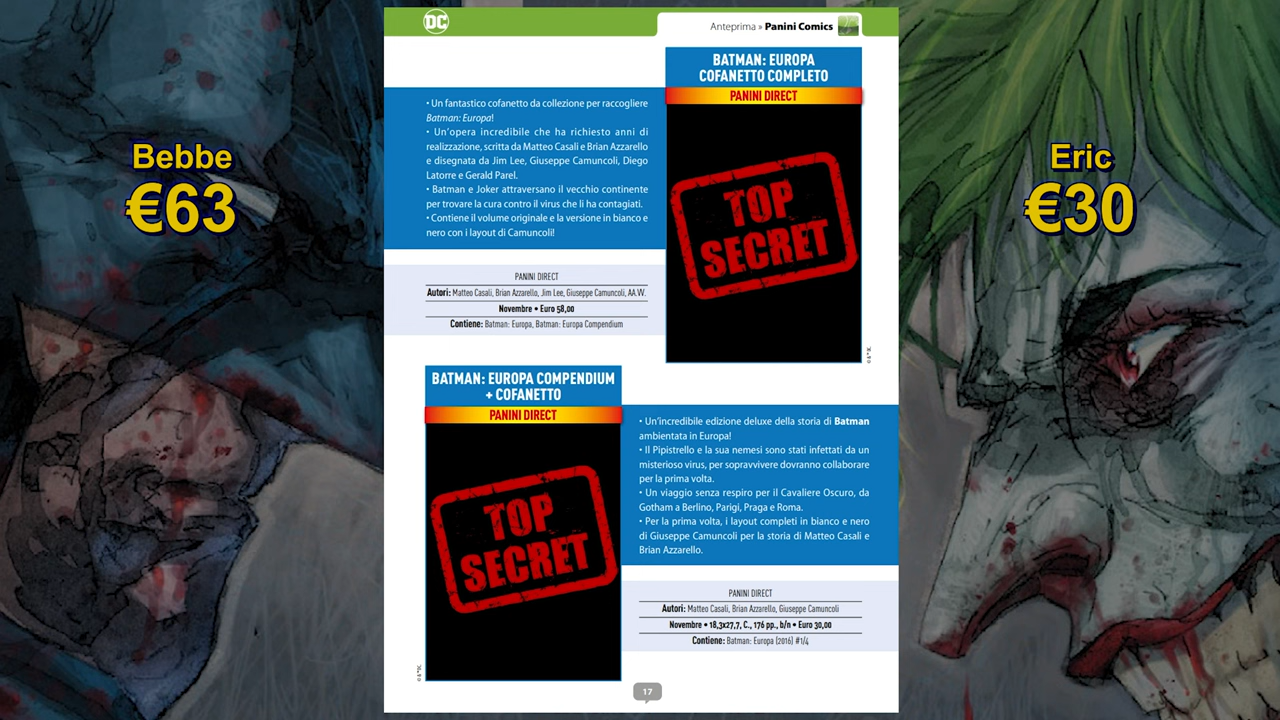 Bebbe
€63
Eric
€30
DC
Anteprima » Panini Comics
BATMAN: EUROPA
COFANETTO COMPLETO
PANINI DIRECT
TOP
SECRET
• Un fantastico cofanetto da collezione per raccogliere
Batman: Europa!
• Un'opera incredibile che ha richiesto anni di
realizzazione, scritta da Matteo Casali e Brian Azzarello
e disegnata da Jim Lee, Giuseppe Camuncoli, Diego
Latorre e Gerald Parel.
• Batman e Joker attraversano il vecchio continente
per trovare la cura contro il virus che li ha contagiati.
• Contiene il volume originale e la versione in bianco e
nero con i layout di Camuncoli!
PANINI DIRECT
Autori: Matteo Casali, Brian Azzarello, Jim Lee, Giuseppe Camuncoli, AA.W.
Novembre • Euro 58,00
Contiene: Batman: Europa, Batman: Europa Compendium
BATMAN: EUROPA COMPENDIUM
+ COFANETTO
PANINI DIRECT
TOP
SECRET
• Un'incredibile edizione deluxe della storia di Batman
ambientata in Europa!
• Il Pipistrello e la sua nemesi sono stati infettati da un
misterioso virus, per sopravvivere dovranno collaborare
per la prima volta.
• Un viaggio senza respiro per il Cavaliere Oscuro, da
Gotham a Berlino, Parigi, Praga e Roma.
• Per la prima volta, i layout completi in bianco e nero
di Giuseppe Camuncoli per la storia di Matteo Casali e
Brian Azzarello.
PANINI DIRECT
Autori: Matteo Casali, Brian Azzarello, Giuseppe Camuncoli
Novembre • 18,3x27,7, C., 176 pp., b/n • Euro 30,00
Contiene: Batman: Europa (2016) #1/4
17